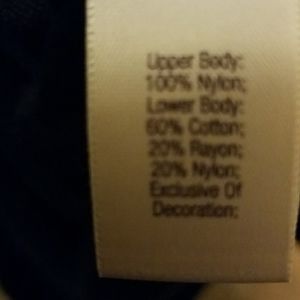 Upper Body:
100% Nylon;
Lower Body:
60% Cotton;
20% Rayon;
20% Nylon;
Exclusive Of
Decoration;